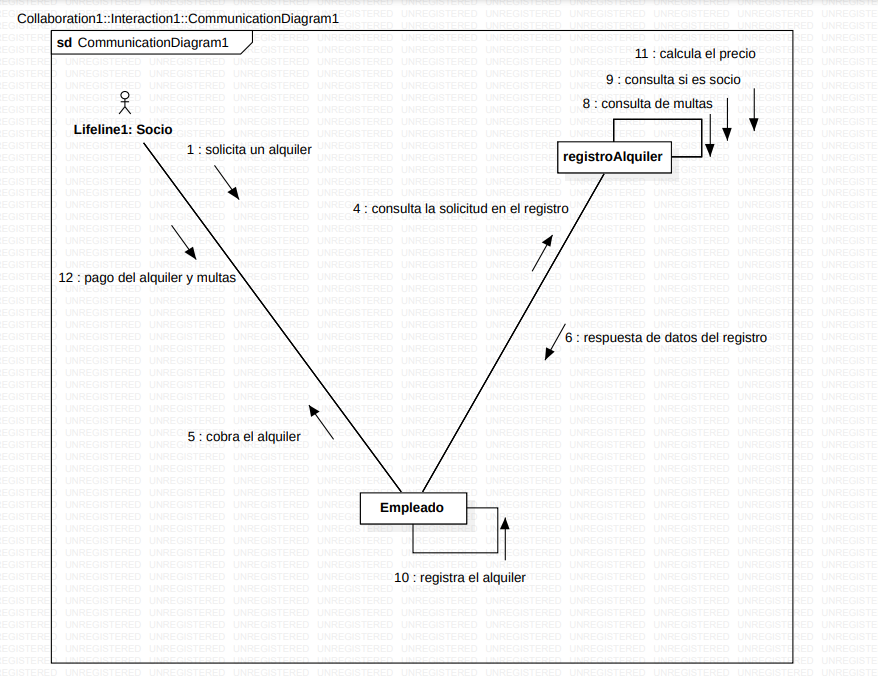 Collaboration1::Interaction1::CommunicationDiagram1
sd CommunicationDiagram1
11 : calcula el precio
9 : consulta si es socio
8 : consulta de multas
Lifeline1: Socio
1 : solicita un alquiler
registroAlquiler
4 : consulta la solicitud en el registro
12 : pago del alquiler y multas
6 : respuesta de datos del registro
5 : cobra el alquiler
Empleado
10 : registra el alquiler
UNREGISTERED